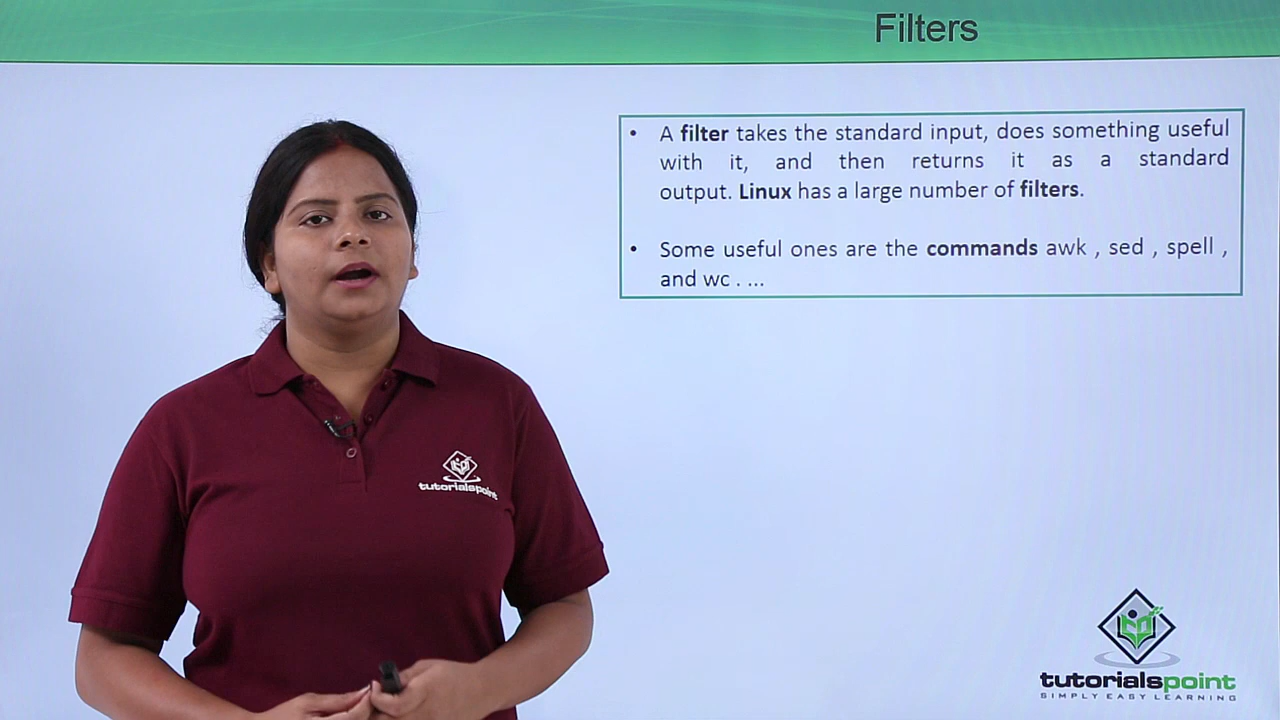 Filters
• A filter takes the standard input, does something useful
with it, and then returns it as a standard
output. Linux has a large number of filters.
• Some useful ones are the commands awk , sed , spell ,
and wc . ...
tutorialspoint
tutorialspoint
SIMPLY EASY LEARNING